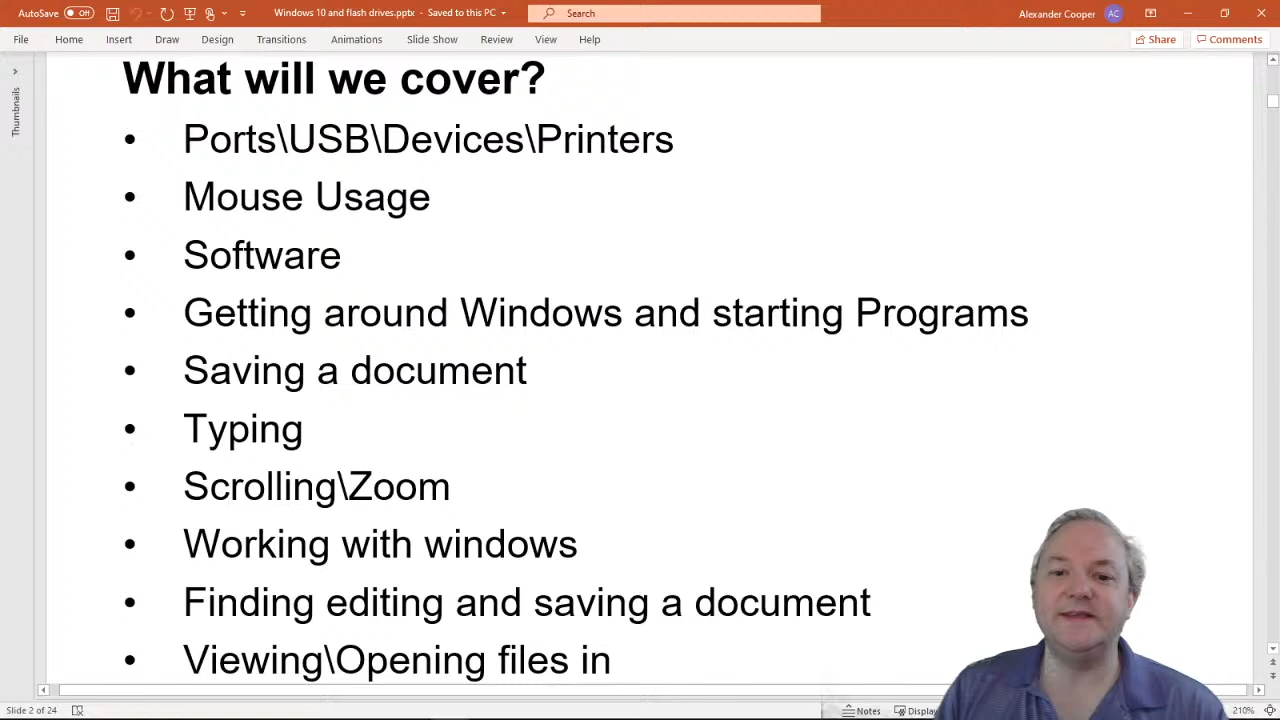 AutoSave Off Windows 10 and flash drives.pptx - Saved to this PC Search Alexander Cooper AC
File Home Insert Draw Design Transitions Animations Slide Show Review View Help Share Comments
Thumbnails
What will we cover?
• Ports\USB\Devices\Printers
• Mouse Usage
• Software
• Getting around Windows and starting Programs
• Saving a document
• Typing
• Scrolling\Zoom
• Working with windows
• Finding editing and saving a document
• Viewing\Opening files in
Slide 2 of 24 Notes Display 210%